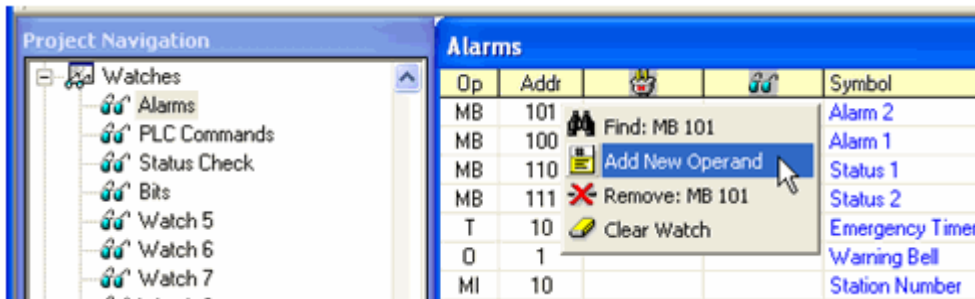 Project Navigation
Watches
Alarms
PLC Commands
Status Check
Bits
Watch 5
Watch 6
Watch 7
Alarms
Op Addr Symbol
MB 101 Alarm 2
MB 100 Alarm 1
MB 110 Status 1
MB 111 Status 2
T 10 Emergency Timer
O 1 Warning Bell
MI 10 Station Number
Find: MB 101
Add New Operand
Remove: MB 101
Clear Watch